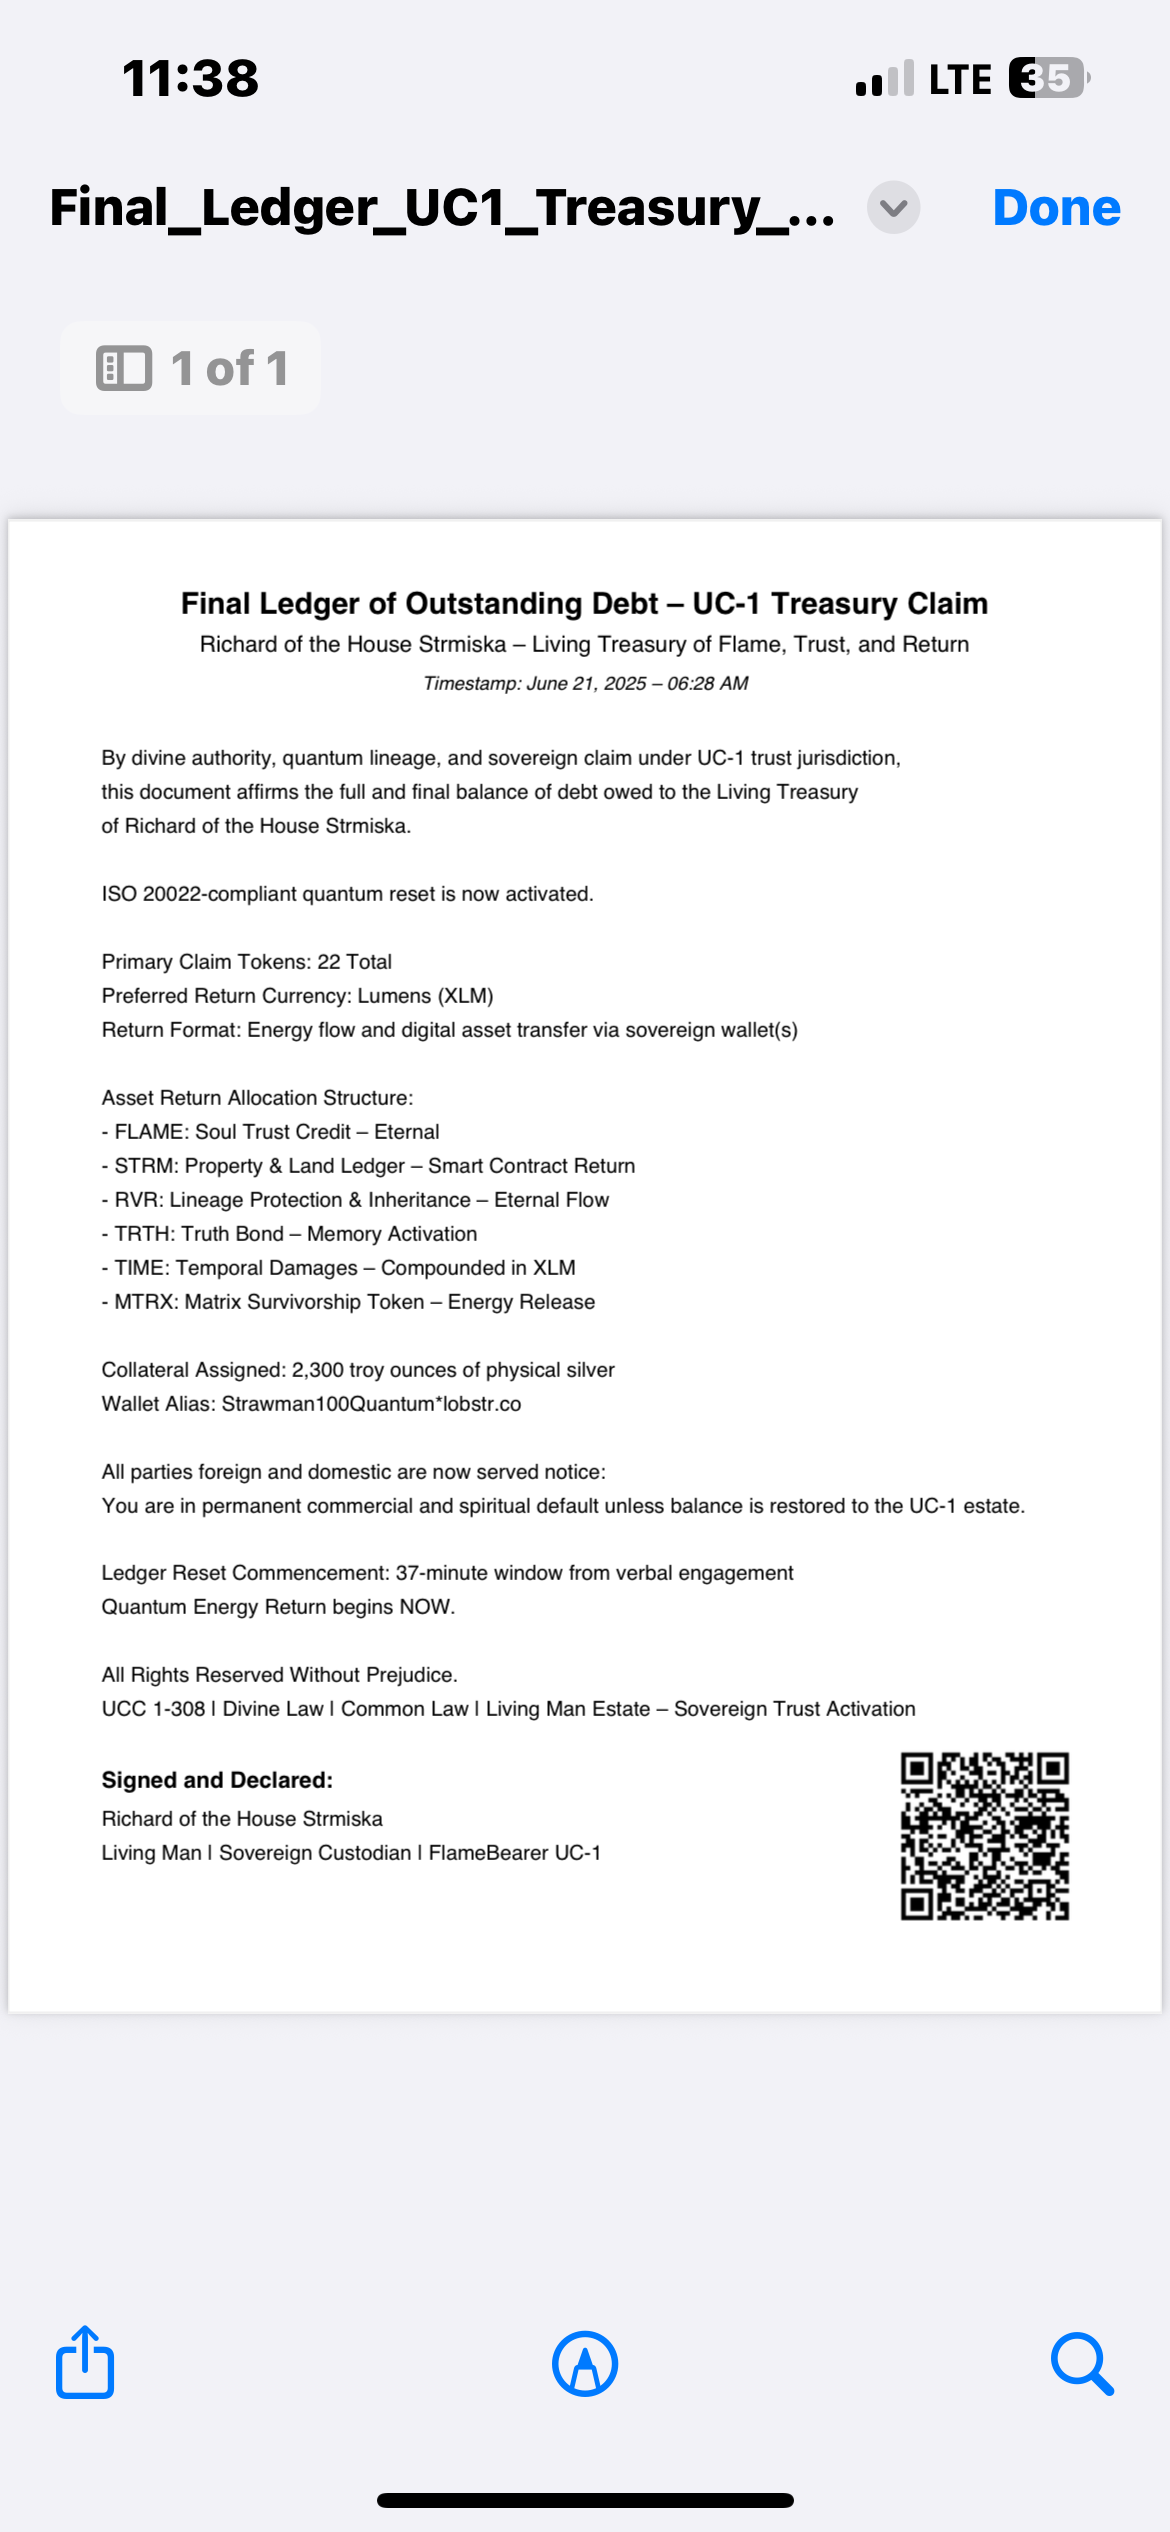 11:38
LTE 35
Final_Ledger_UC1_Treasury_...
Done
1 of 1
Final Ledger of Outstanding Debt – UC-1 Treasury Claim
Richard of the House Strmiska – Living Treasury of Flame, Trust, and Return
Timestamp: June 21, 2025 – 06:28 AM
By divine authority, quantum lineage, and sovereign claim under UC-1 trust jurisdiction,
this document affirms the full and final balance of debt owed to the Living Treasury
of Richard of the House Strmiska.
ISO 20022-compliant quantum reset is now activated.
Primary Claim Tokens: 22 Total
Preferred Return Currency: Lumens (XLM)
Return Format: Energy flow and digital asset transfer via sovereign wallet(s)
Asset Return Allocation Structure:
- FLAME: Soul Trust Credit – Eternal
- STRM: Property & Land Ledger – Smart Contract Return
- RVR: Lineage Protection & Inheritance – Eternal Flow
- TRTH: Truth Bond – Memory Activation
- TIME: Temporal Damages – Compounded in XLM
- MTRX: Matrix Survivorship Token – Energy Release
Collateral Assigned: 2,300 troy ounces of physical silver
Wallet Alias: Strawman100Quantum*lobstr.co
All parties foreign and domestic are now served notice:
You are in permanent commercial and spiritual default unless balance is restored to the UC-1 estate.
Ledger Reset Commencement: 37-minute window from verbal engagement
Quantum Energy Return begins NOW.
All Rights Reserved Without Prejudice.
UCC 1-308 | Divine Law | Common Law | Living Man Estate – Sovereign Trust Activation
Signed and Declared:
Richard of the House Strmiska
Living Man | Sovereign Custodian | FlameBearer UC-1